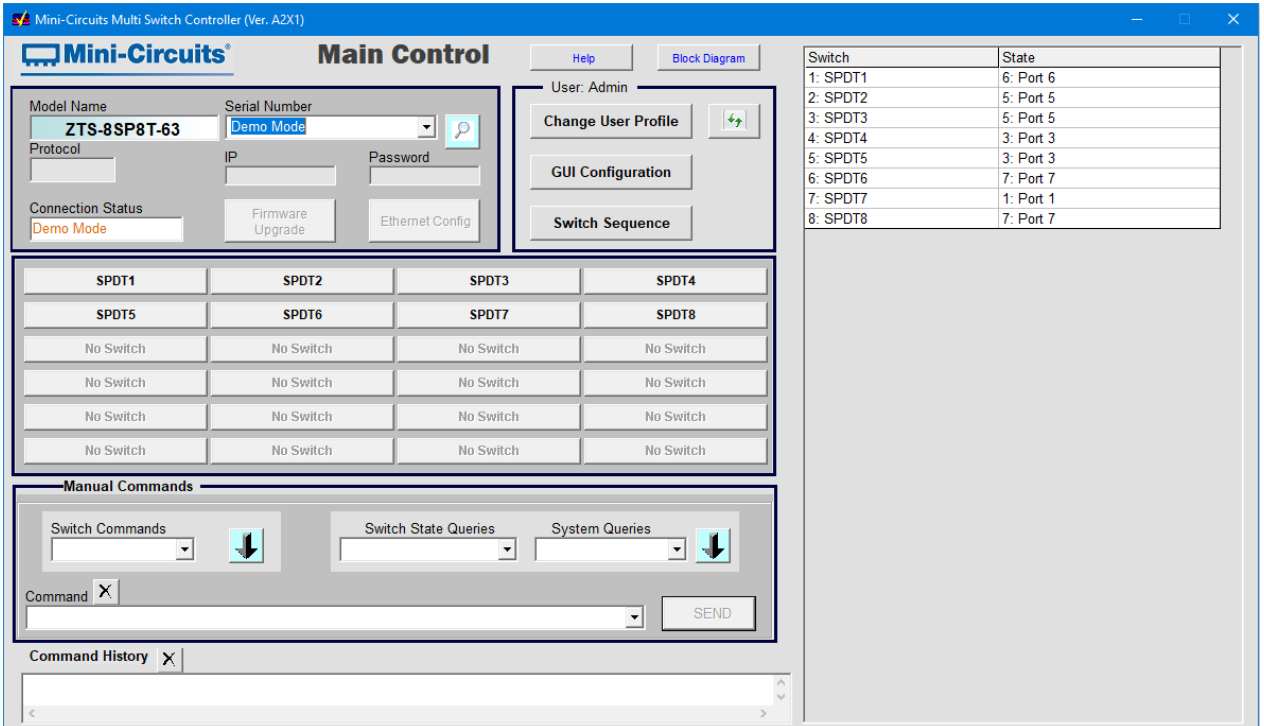 Mini-Circuits Multi Switch Controller (Ver. A2X1)
Mini-Circuits®
Main Control
Help
Block Diagram
Model Name
Serial Number
ZTS-8SP8T-63
Demo Mode
Protocol
IP
Password
Connection Status
Demo Mode
Firmware
Upgrade
Ethernet Config
User: Admin
Change User Profile
GUI Configuration
Switch Sequence
Switch State
1: SPDT1 6: Port 6
2: SPDT2 5: Port 5
3: SPDT3 5: Port 5
4: SPDT4 3: Port 3
5: SPDT5 3: Port 3
6: SPDT6 7: Port 7
7: SPDT7 1: Port 1
8: SPDT8 7: Port 7
SPDT1 SPDT2 SPDT3 SPDT4
SPDT5 SPDT6 SPDT7 SPDT8
No Switch No Switch No Switch No Switch
No Switch No Switch No Switch No Switch
No Switch No Switch No Switch No Switch
No Switch No Switch No Switch No Switch
Manual Commands
Switch Commands
Switch State Queries
System Queries
Command X
SEND
Command History X